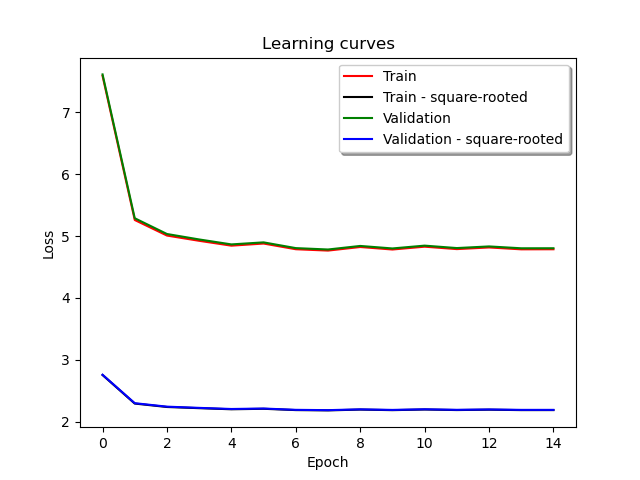 Learning curves
Train
Train - square-rooted
Validation
Validation - square-rooted
7
6
5
4
3
2
Loss
0 2 4 6 8 10 12 14
Epoch